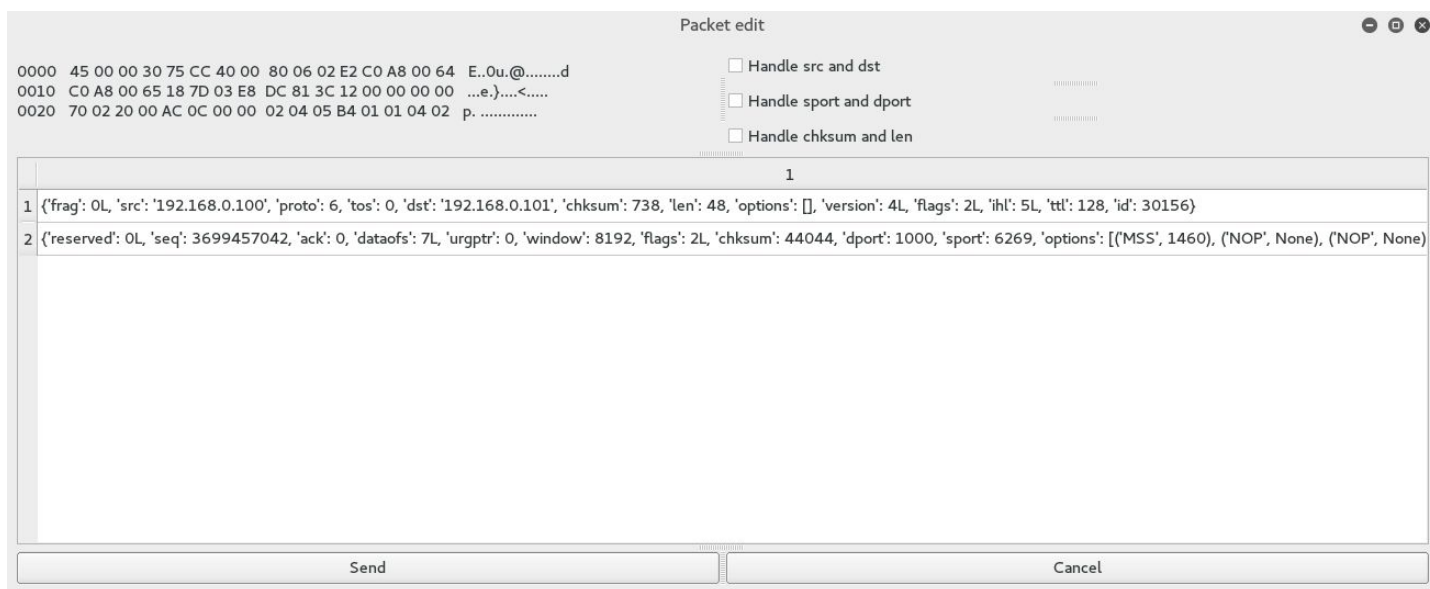 Packet edit
0000 45 00 00 30 75 CC 40 00 80 06 02 E2 C0 A8 00 64 E..0u.@........d
0010 C0 A8 00 65 18 7D 03 E8 DC 81 3C 12 00 00 00 00 ...e.}....<.....
0020 70 02 20 00 AC 0C 00 00 02 04 05 B4 01 01 04 02 p. .............
Handle src and dst
Handle sport and dport
Handle chksum and len
1
1 {'frag': 0L, 'src': '192.168.0.100', 'proto': 6, 'tos': 0, 'dst': '192.168.0.101', 'chksum': 738, 'len': 48, 'options': [], 'version': 4L, 'flags': 2L, 'ihl': 5L, 'ttl': 128, 'id': 30156}
2 {'reserved': 0L, 'seq': 3699457042, 'ack': 0, 'dataofs': 7L, 'urgptr': 0, 'window': 8192, 'flags': 2L, 'chksum': 44044, 'dport': 1000, 'sport': 6269, 'options': [('MSS', 1460), ('NOP', None), ('NOP', None)
Send
Cancel